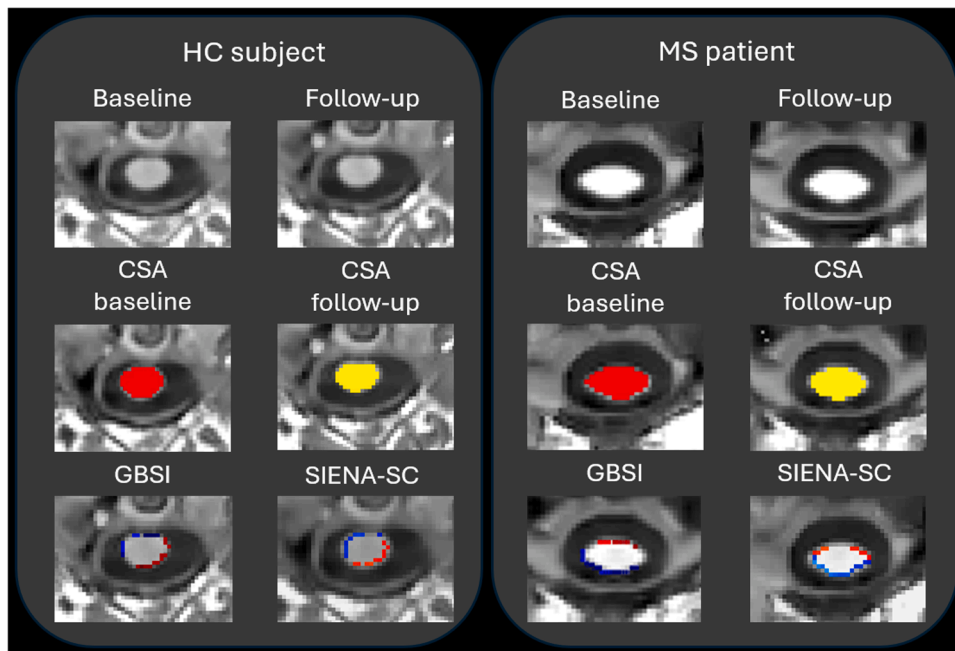 HC subject
Baseline
Follow-up
CSA
baseline
CSA
follow-up
GBSI
SIENA-SC
MS patient
Baseline
Follow-up
CSA
baseline
CSA
follow-up
GBSI
SIENA-SC